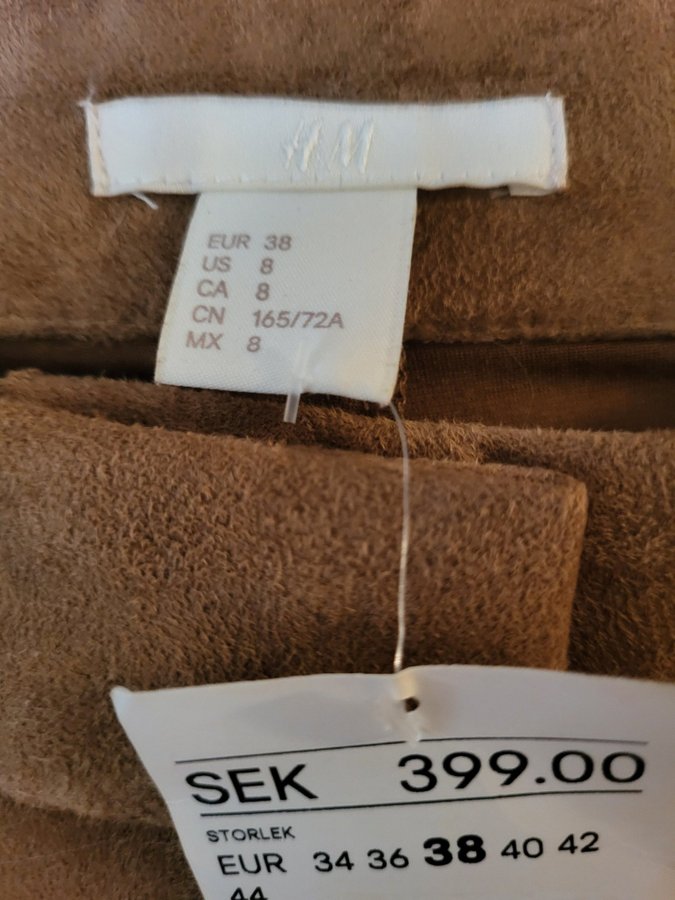 H&M
EUR 38
US 8
CA 8
CN 165/72A
MX 8
SEK 399.00
STORLEK
EUR 34 36 38 40 42
44